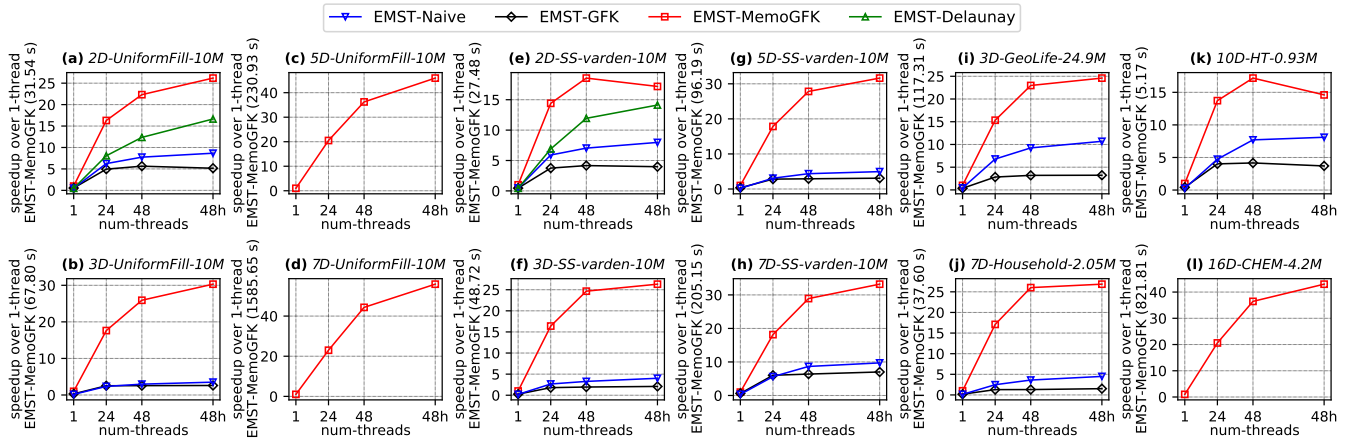 EMST-Naive EMST-GFK EMST-MemoGFK EMST-Delaunay
(a) 2D-UniformFill-10M
speedup over 1-thread
EMST-MemoGFK (31.54 s)
25
20
15
10
5
0
1 24 48 48h
num-threads
(c) 5D-UniformFill-10M
speedup over 1-thread
EMST-MemoGFK (230.93 s)
40
30
20
10
0
1 24 48 48h
num-threads
(e) 2D-SS-varden-10M
speedup over 1-thread
EMST-MemoGFK (27.48 s)
15
10
5
0
1 24 48 48h
num-threads
(g) 5D-SS-varden-10M
speedup over 1-thread
EMST-MemoGFK (96.19 s)
30
20
10
0
1 24 48 48h
num-threads
(i) 3D-GeoLife-24.9M
speedup over 1-thread
EMST-MemoGFK (117.31 s)
25
20
15
10
5
0
1 24 48 48h
num-threads
(k) 10D-HT-0.93M
speedup over 1-thread
EMST-MemoGFK (5.17 s)
15
10
5
0
1 24 48 48h
num-threads
(b) 3D-UniformFill-10M
speedup over 1-thread
EMST-MemoGFK (67.80 s)
30
20
10
0
1 24 48 48h
num-threads
(d) 7D-UniformFill-10M
speedup over 1-thread
EMST-MemoGFK (1585.65 s)
40
20
0
1 24 48 48h
num-threads
(f) 3D-SS-varden-10M
speedup over 1-thread
EMST-MemoGFK (48.72 s)
25
20
15
10
5
0
1 24 48 48h
num-threads
(h) 7D-SS-varden-10M
speedup over 1-thread
EMST-MemoGFK (205.15 s)
30
20
10
0
1 24 48 48h
num-threads
(j) 7D-Household-2.05M
speedup over 1-thread
EMST-MemoGFK (37.60 s)
25
20
15
10
5
0
1 24 48 48h
num-threads
(l) 16D-CHEM-4.2M
speedup over 1-thread
EMST-MemoGFK (821.81 s)
40
30
20
10
0
1 24 48 48h
num-threads